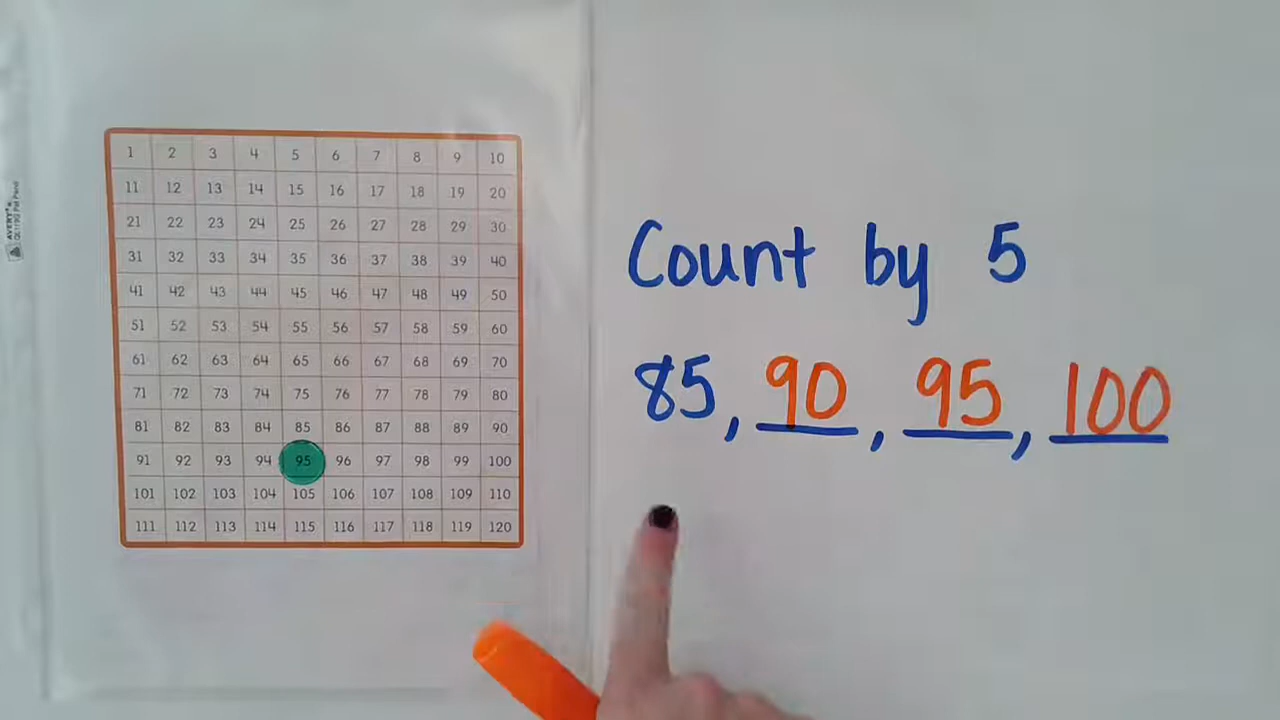 1 2 3 4 5 6 7 8 9 10
11 12 13 14 15 16 17 18 19 20
21 22 23 24 25 26 27 28 29 30
31 32 33 34 35 36 37 38 39 40
41 42 43 44 45 46 47 48 49 50
51 52 53 54 55 56 57 58 59 60
61 62 63 64 65 66 67 68 69 70
71 72 73 74 75 76 77 78 79 80
81 82 83 84 85 86 87 88 89 90
91 92 93 94 95 96 97 98 99 100
101 102 103 104 105 106 107 108 109 110
111 112 113 114 115 116 117 118 119 120
Count by 5
85, 90, 95, 100
AVERY